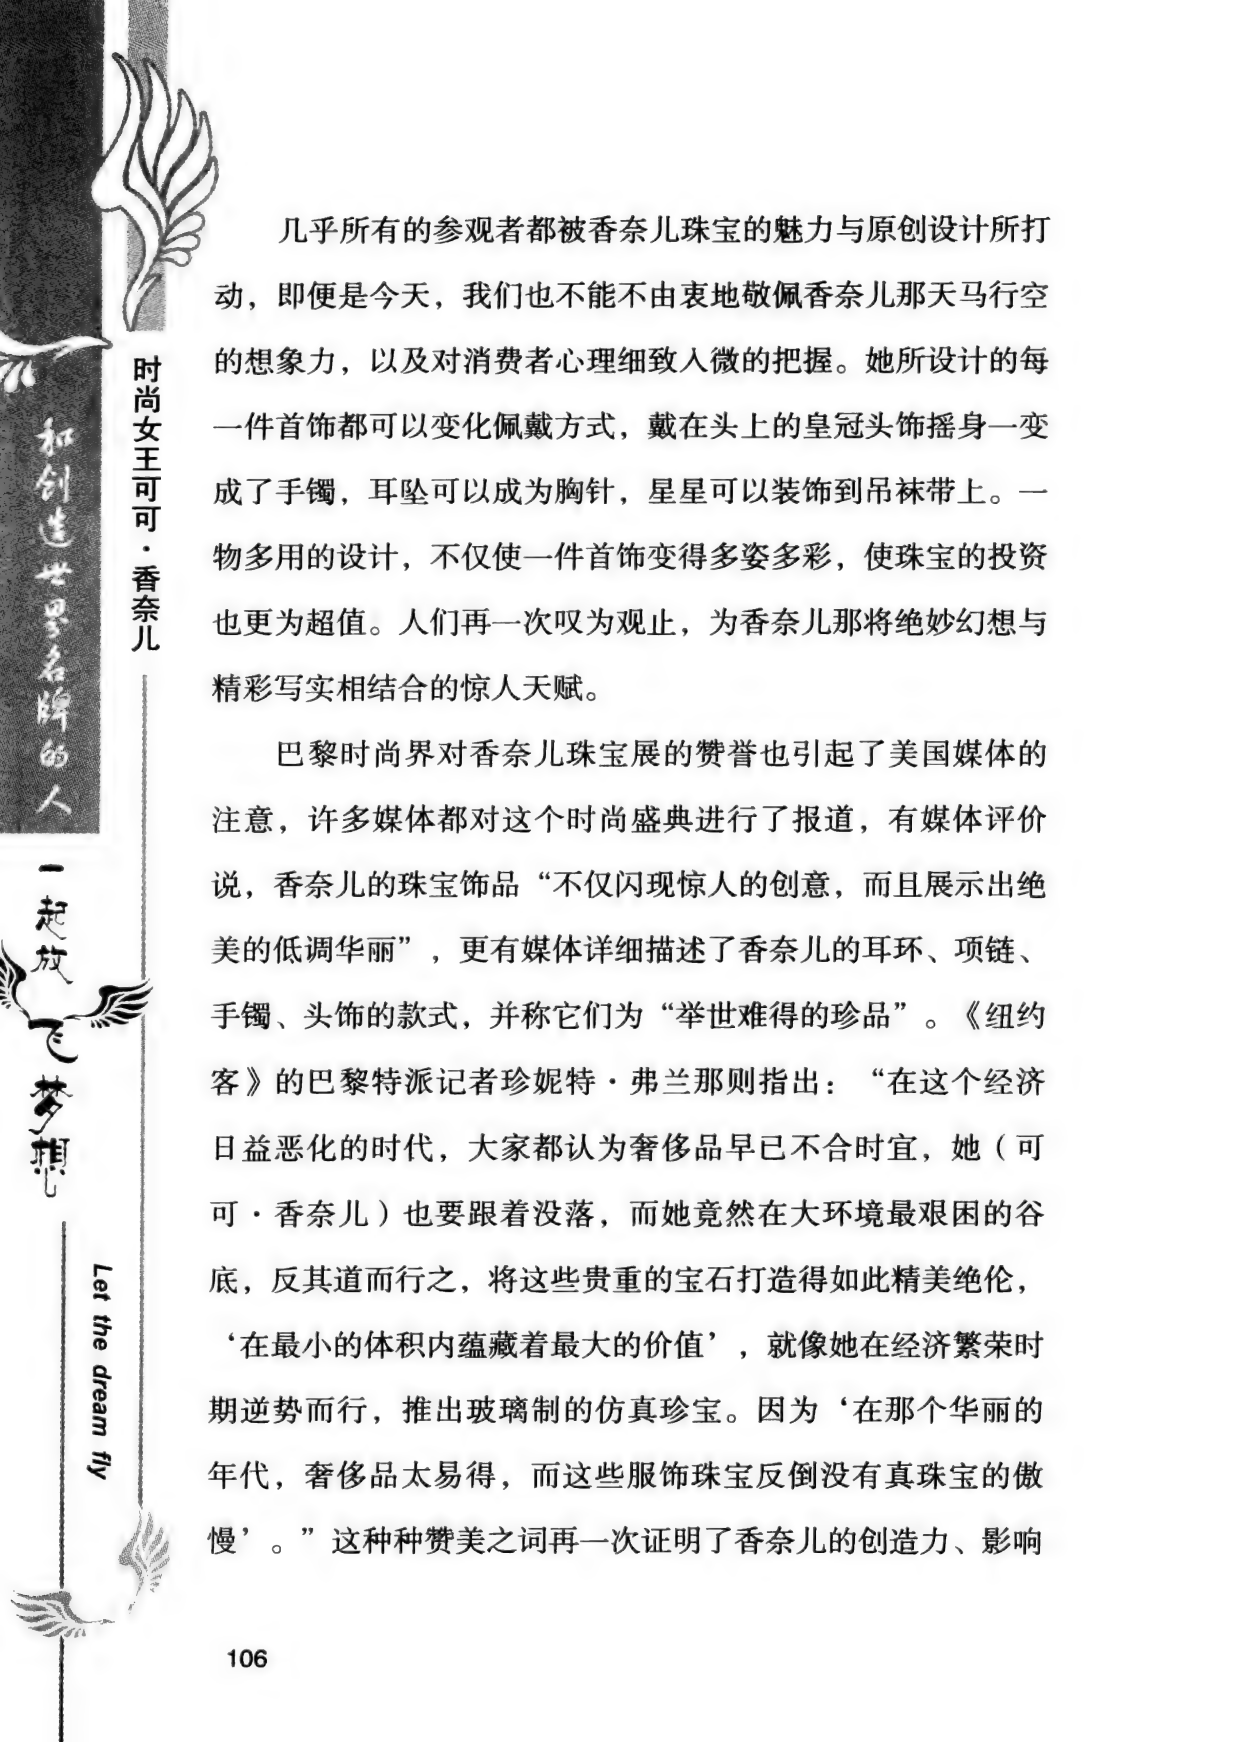 几乎所有的参观者都被香奈儿珠宝的魅力与原创设计所打
动，即便是今天，我们也不能不由衷地敬佩香奈儿那天马行空
的想象力，以及对消费者心理细致入微的把握。她所设计的每
一件首饰都可以变化佩戴方式，戴在头上的皇冠头饰摇身一变
成了手镯，耳坠可以成为胸针，星星可以装饰到吊袜带上。一
物多用的设计，不仅使一件首饰变得多姿多彩，使珠宝的投资
也更为超值。人们再一次叹为观止，为香奈儿那将绝妙幻想与
精彩写实相结合的惊人天赋。
巴黎时尚界对香奈儿珠宝展的赞誉也引起了美国媒体的
注意，许多媒体都对这个时尚盛典进行了报道，有媒体评价
说，香奈儿的珠宝饰品“不仅闪现惊人的创意，而且展示出绝
美的低调华丽”，更有媒体详细描述了香奈儿的耳环、项链、
手镯、头饰的款式，并称它们为“举世难得的珍品”。《纽约
客》的巴黎特派记者珍妮特·弗兰那则指出：“在这个经济
日益恶化的时代，大家都认为奢侈品早已不合时宜，她（可
可·香奈儿）也要跟着没落，而她竟然在大环境最艰困的谷
底，反其道而行之，将这些贵重的宝石打造得如此精美绝伦，
‘在最小的体积内蕴藏着最大的价值’，就像她在经济繁荣时
期逆势而行，推出玻璃制的仿真珍宝。因为‘在那个华丽的
年代，奢侈品太易得，而这些服饰珠宝反倒没有真珠宝的傲
慢’。”这种种赞美之词再一次证明了香奈儿的创造力、影响
时尚女王可可·香奈儿
和创造世界名牌的人
一起放飞梦想
Let the dream fly
106